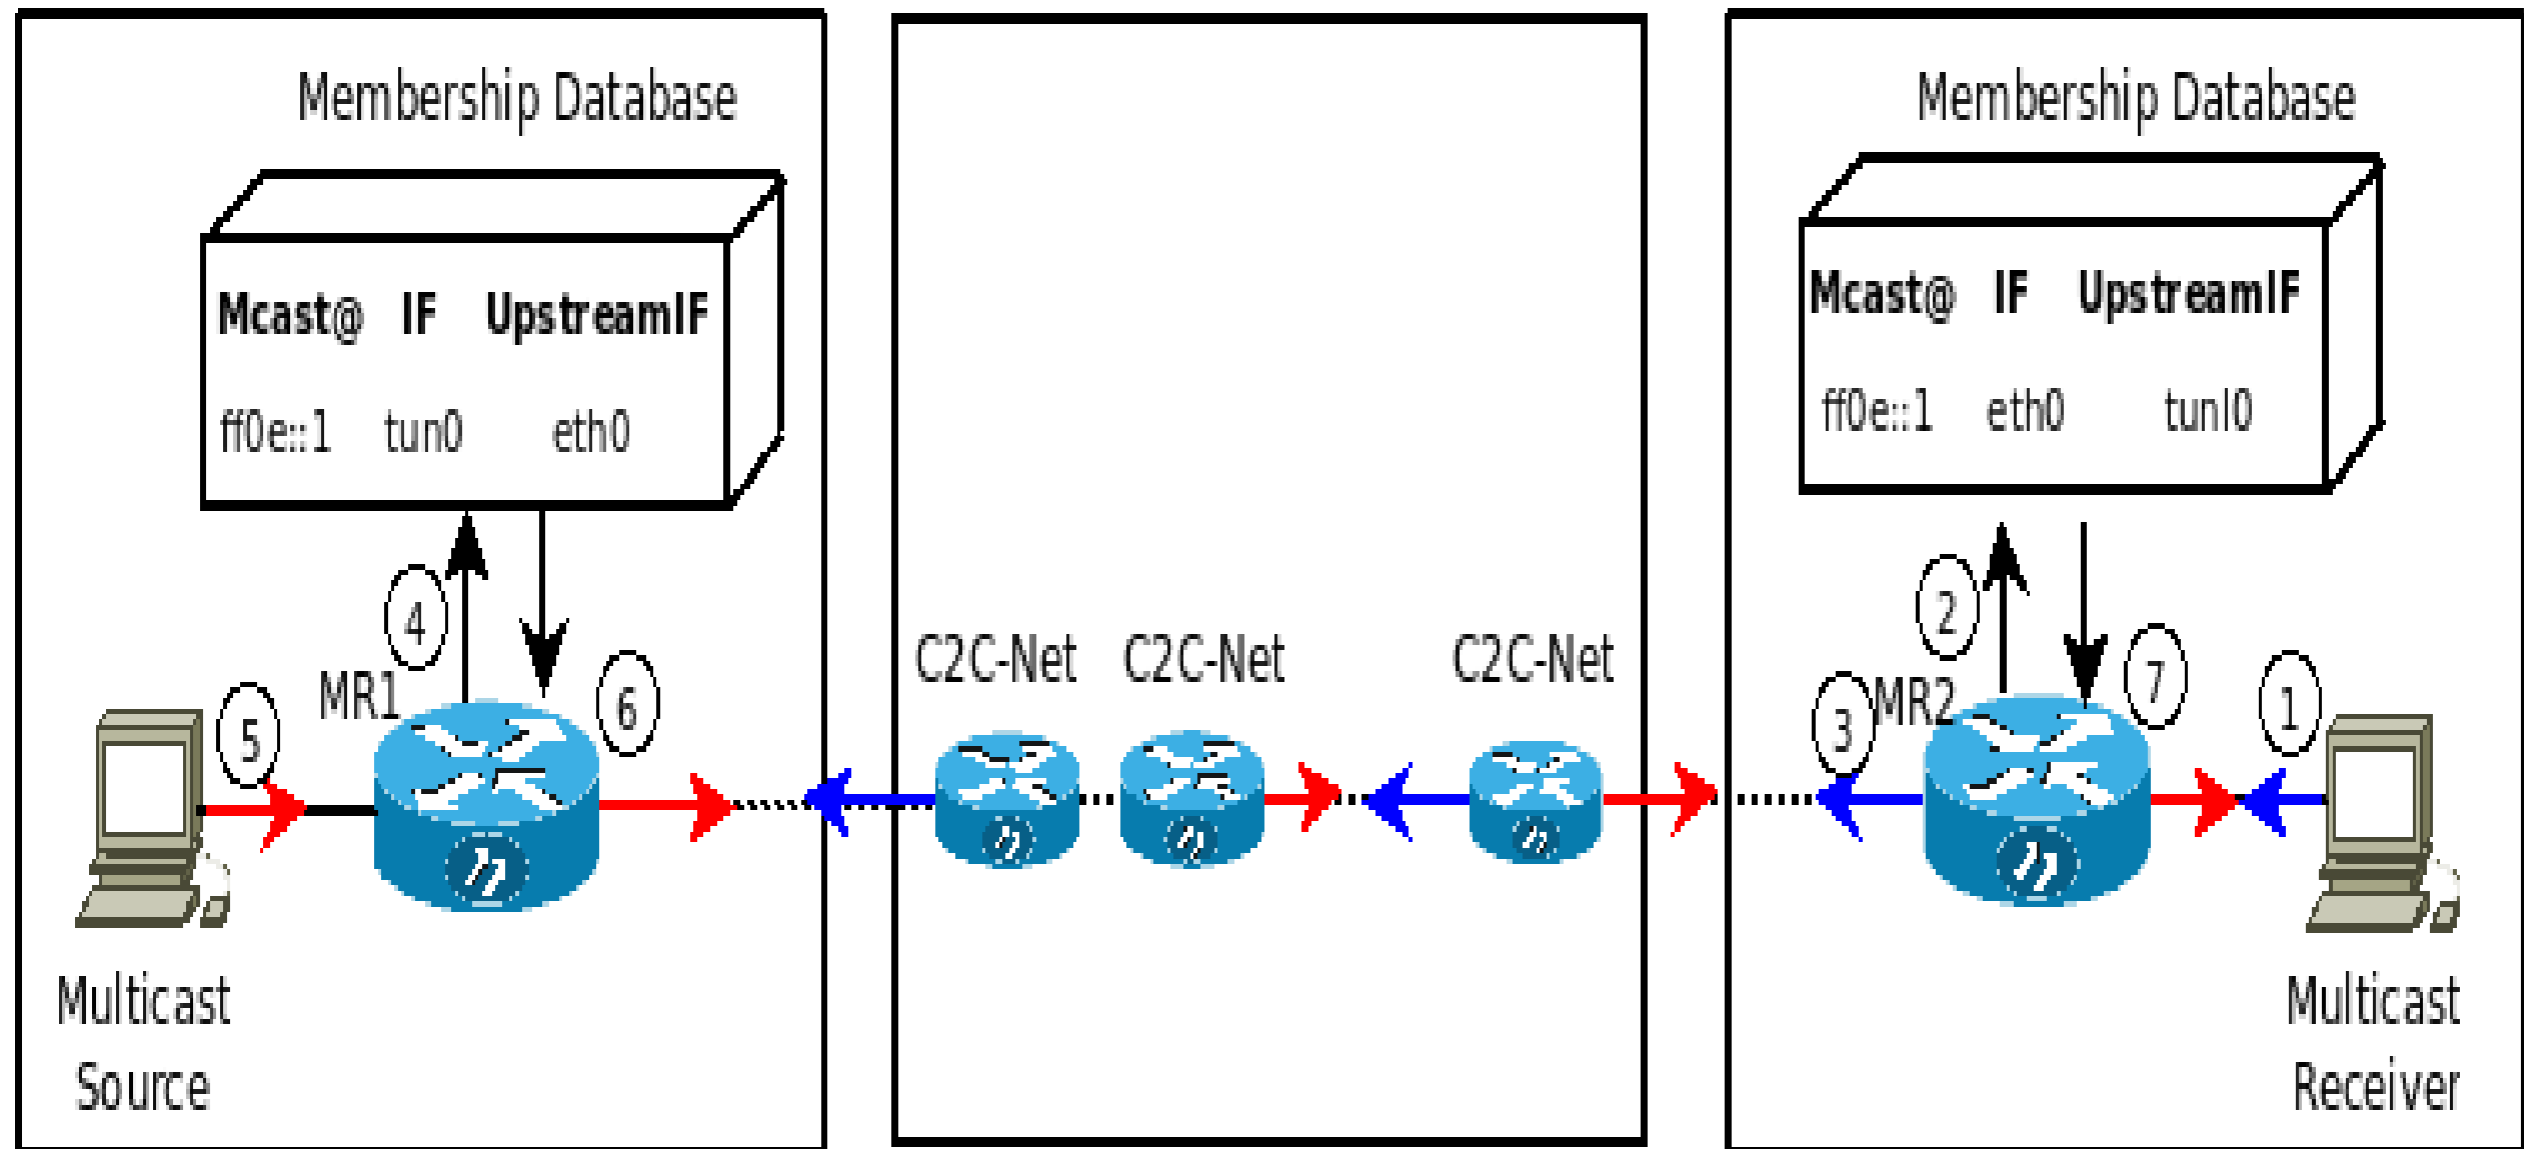 Membership Database
Mcast@ IF UpstreamIF
ff0e::1 tun0 eth0
4
6
5
MR1
Multicast
Source
C2C-Net C2C-Net C2C-Net
Membership Database
Mcast@ IF UpstreamIF
ff0e::1 eth0 tunl0
2
7
1
3
MR2
Multicast
Receiver